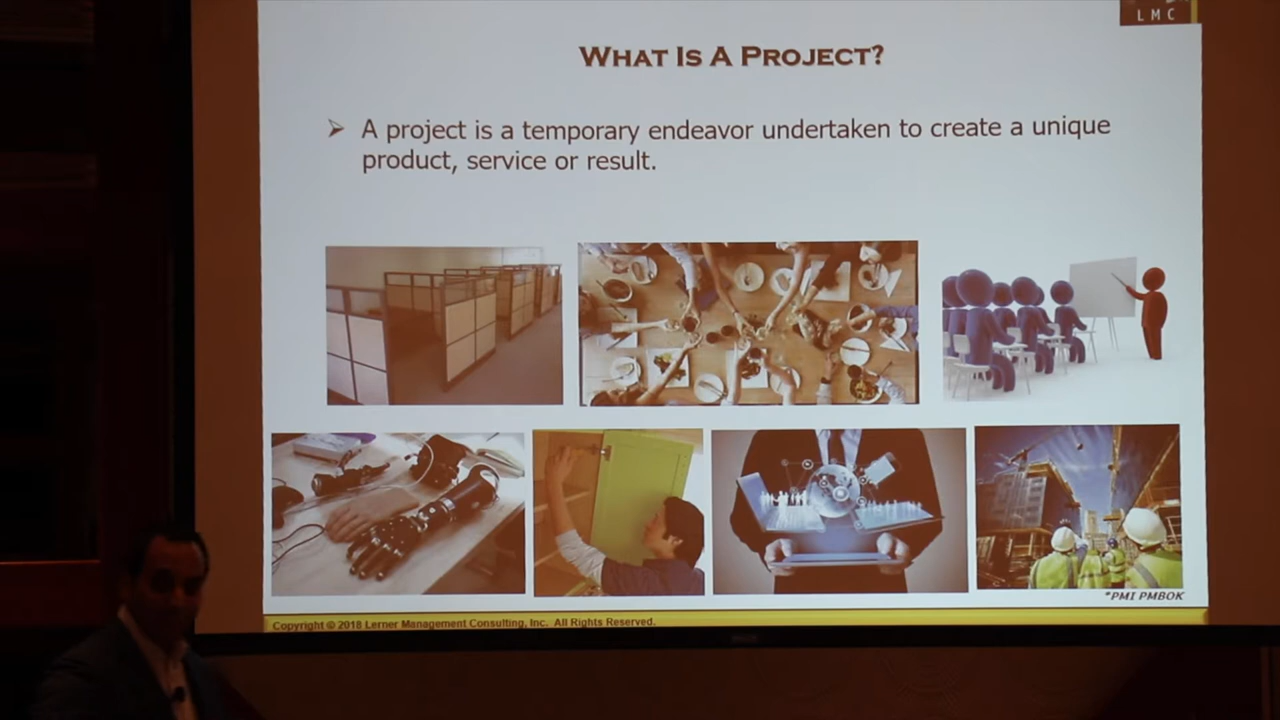 LMC
WHAT IS A PROJECT?
A project is a temporary endeavor undertaken to create a unique
product, service or result.
*PMI PMBOK
Copyright © 2018 Lerner Management Consulting, Inc. All Rights Reserved.